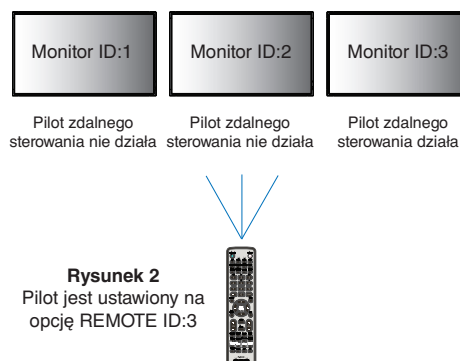 Monitor ID:1
Monitor ID:2
Monitor ID:3
Pilot zdalnego
sterowania nie działa
Pilot zdalnego
sterowania nie działa
Pilot zdalnego
sterowania działa
Rysunek 2
Pilot jest ustawiony na
opcję REMOTE ID:3